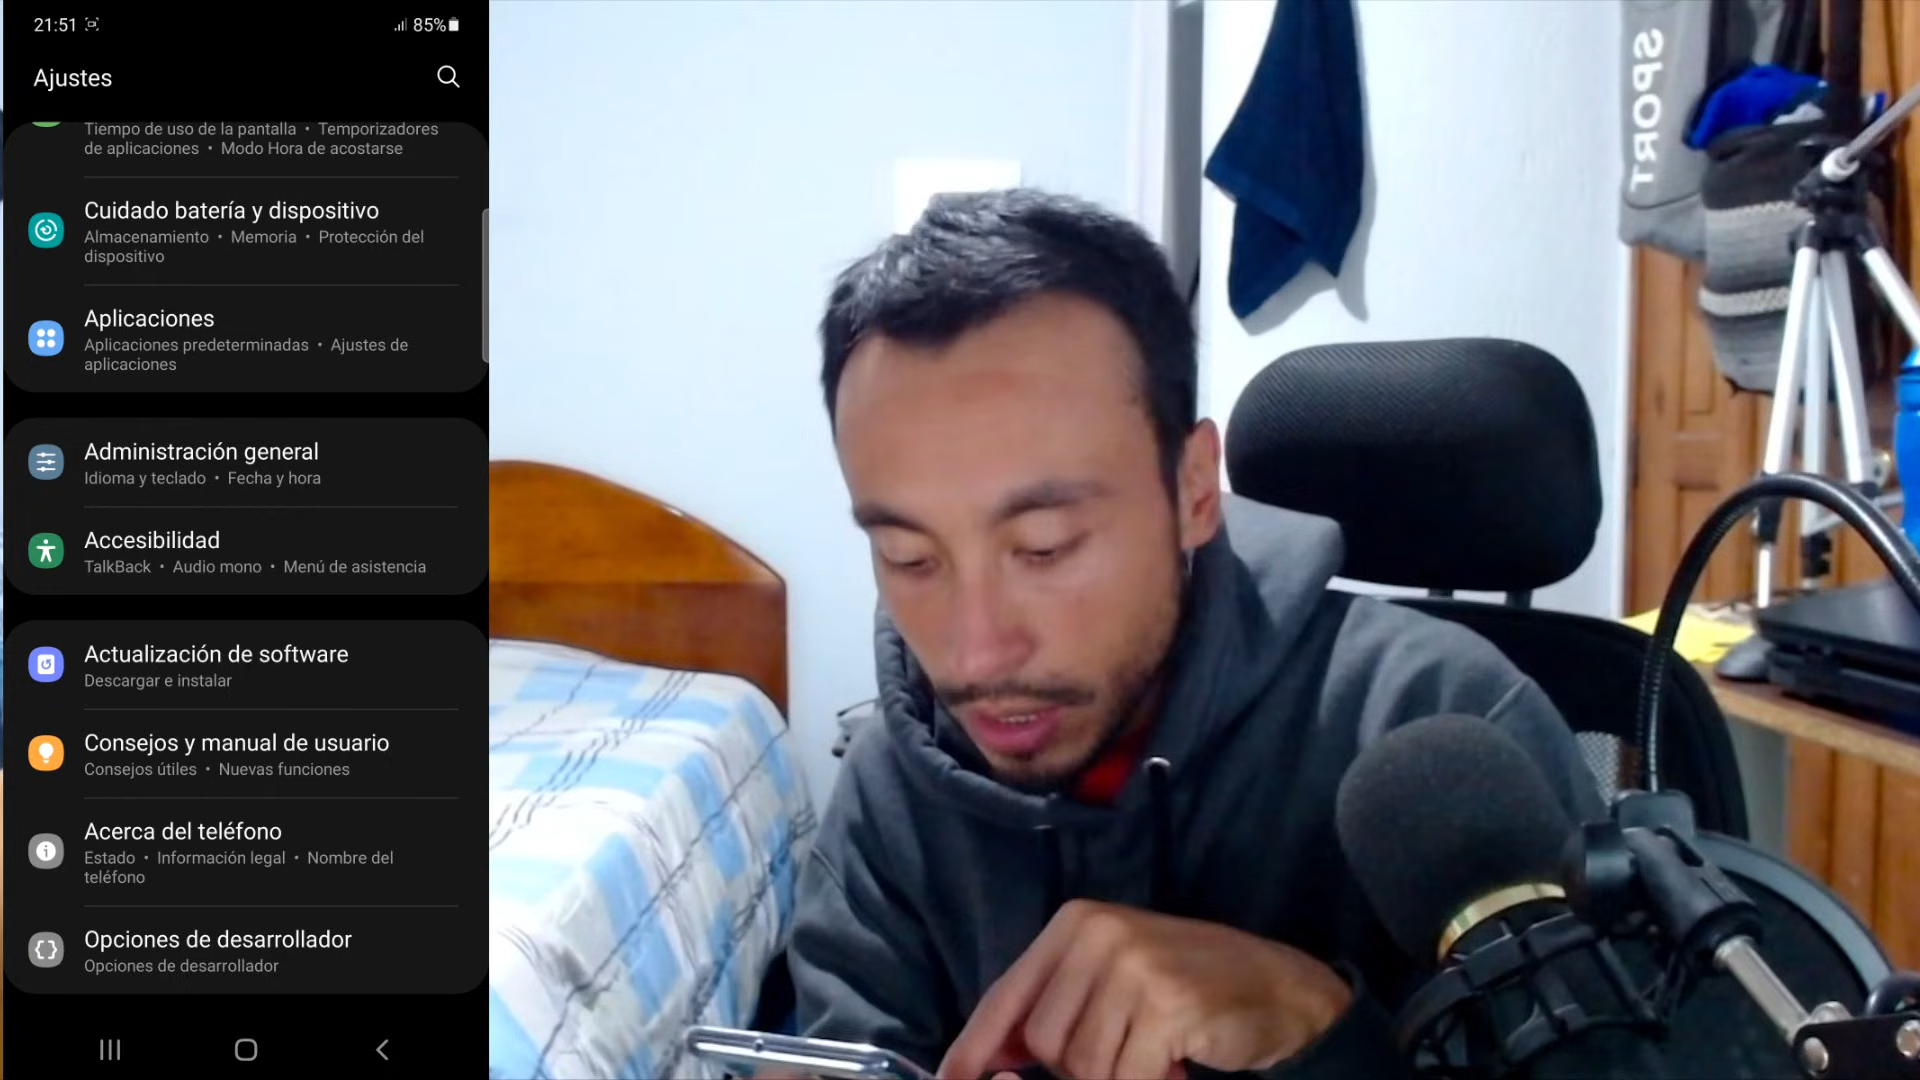 21:51
85%
Ajustes
Tiempo de uso de la pantalla • Temporizadores
de aplicaciones • Modo Hora de acostarse
Cuidado batería y dispositivo
Almacenamiento • Memoria • Protección del
dispositivo
Aplicaciones
Aplicaciones predeterminadas • Ajustes de
aplicaciones
Administración general
Idioma y teclado • Fecha y hora
Accesibilidad
TalkBack • Audio mono • Menú de asistencia
Actualización de software
Descargar e instalar
Consejos y manual de usuario
Consejos útiles • Nuevas funciones
Acerca del teléfono
Estado • Información legal • Nombre del
teléfono
Opciones de desarrollador
Opciones de desarrollador
SPORT